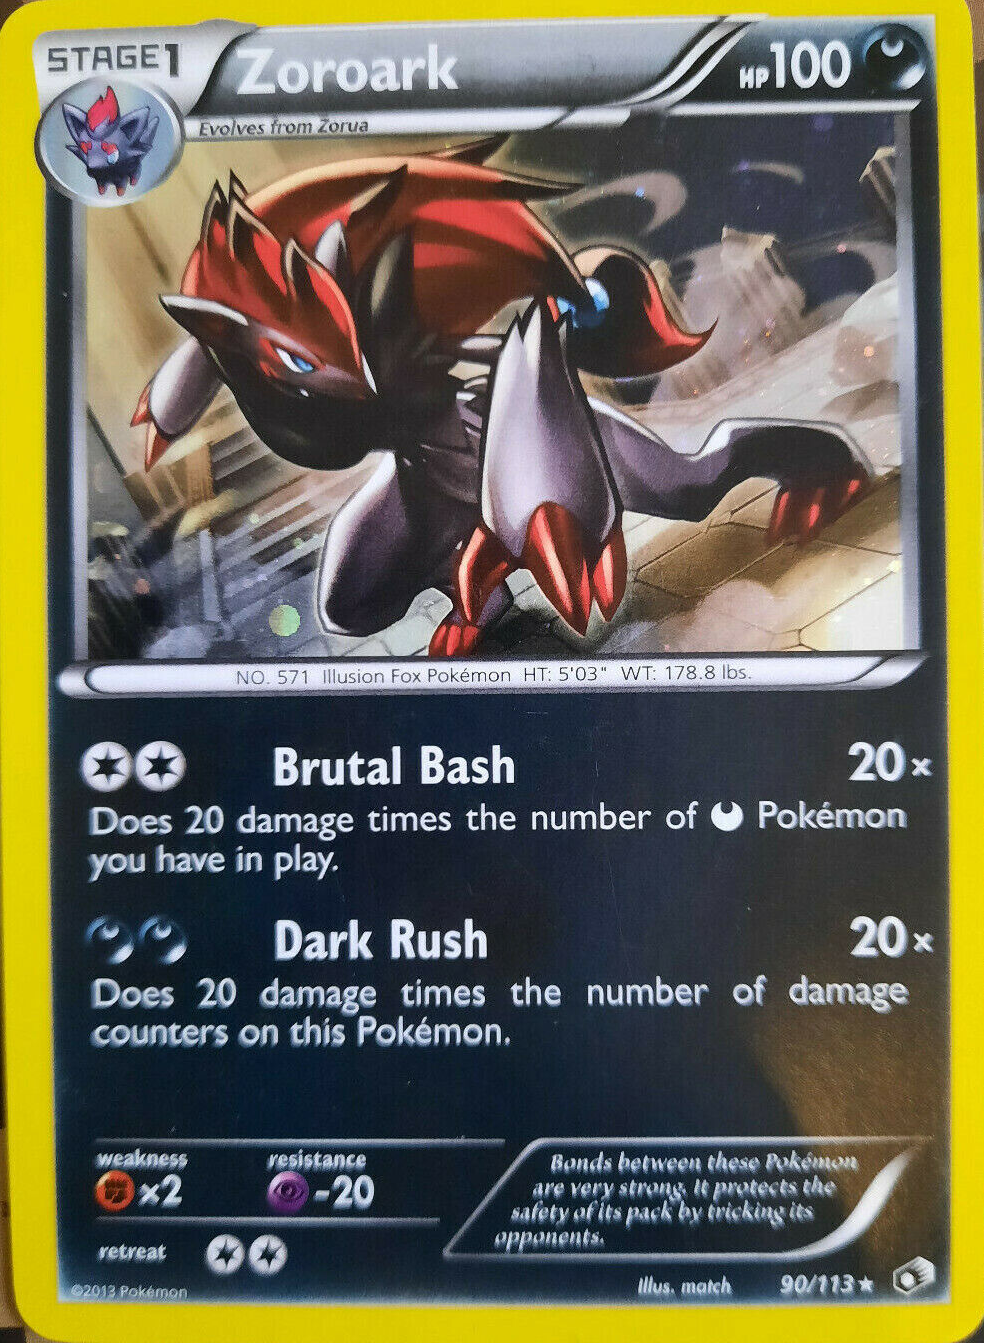 STAGE1
Zoroark
HP100
Evolves from Zorua
NO. 571 Illusion Fox Pokémon HT: 5'03" WT: 178.8 lbs.
Brutal Bash 20×
Does 20 damage times the number of Pokémon
you have in play.
Dark Rush 20×
Does 20 damage times the number of damage
counters on this Pokémon.
weakness resistance
×2 -20
retreat
Bonds between these Pokémon
are very strong. It protects the
safety of its pack by tricking its
opponents.
Illus. match 90/113★
©2013 Pokémon